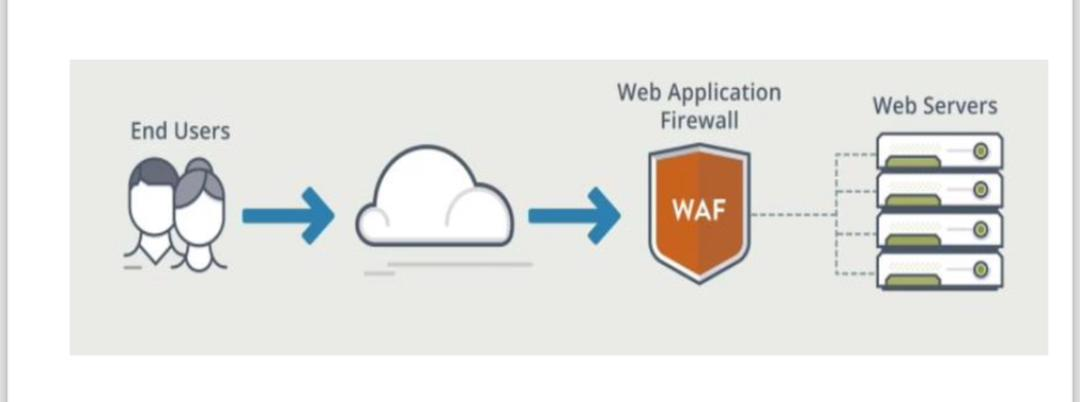 End Users
Web Application
Firewall
WAF
Web Servers